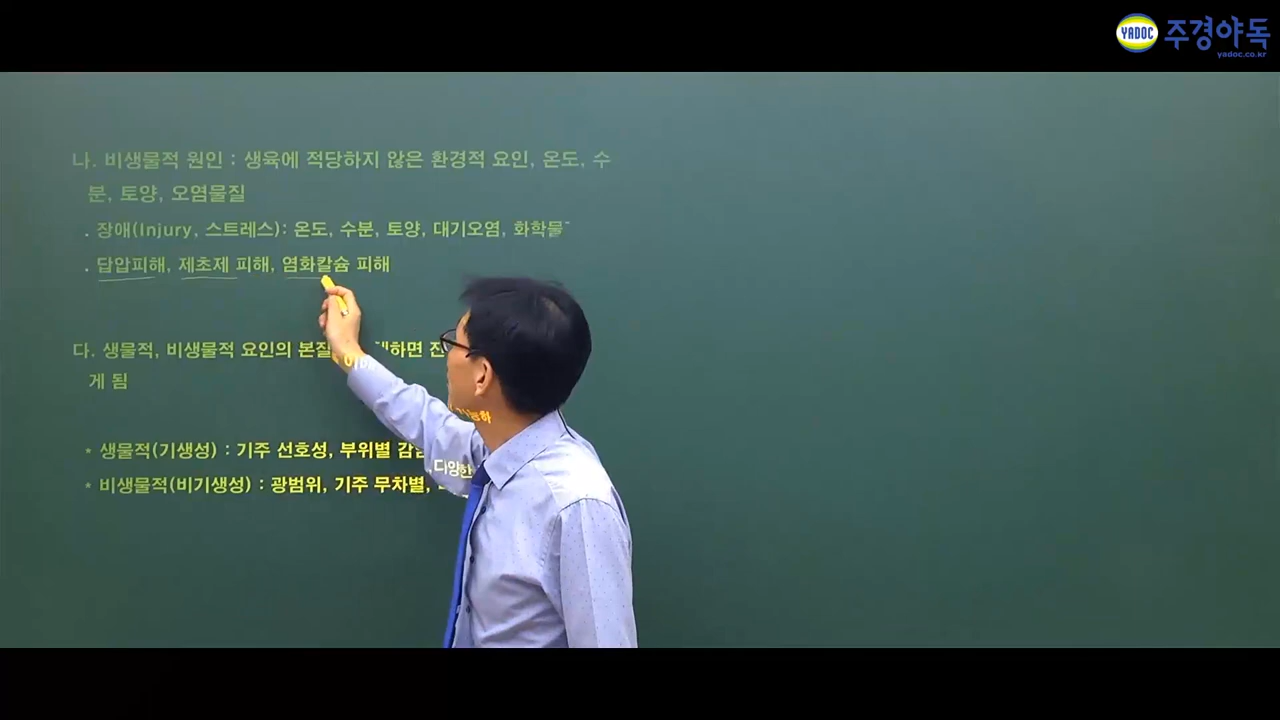 YADOC 주경야독
yadoc.co.kr
나. 비생물적 원인 : 생육에 적당하지 않은 환경적 요인, 온도, 수
분, 토양, 오염물질
. 장애(Injury, 스트레스): 온도, 수분, 토양, 대기오염, 화학물
. 답압피해, 제초제 피해, 염화칼슘 피해
다. 생물적, 비생물적 요인의 본질 하면
게 됨
* 생물적(기생성) : 기주 선호성, 부위별
* 비생물적(비기생성) : 광범위, 기주 무차별, 다양한